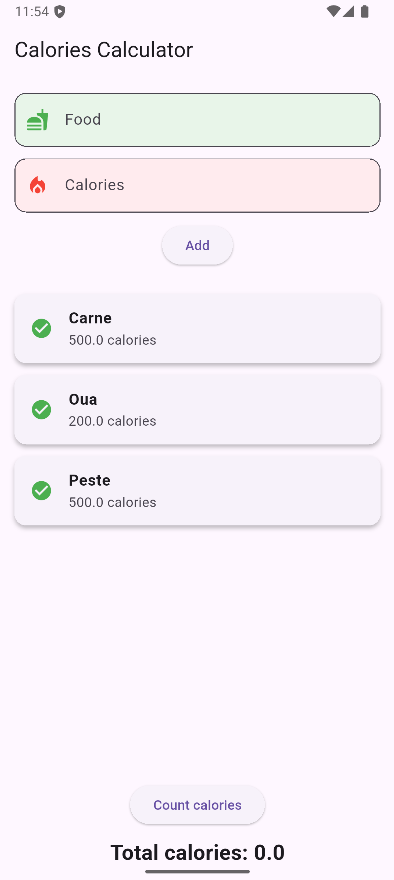 11:54
Calories Calculator
Food
Calories
Add
Carne
500.0 calories
Oua
200.0 calories
Peste
500.0 calories
Count calories
Total calories: 0.0